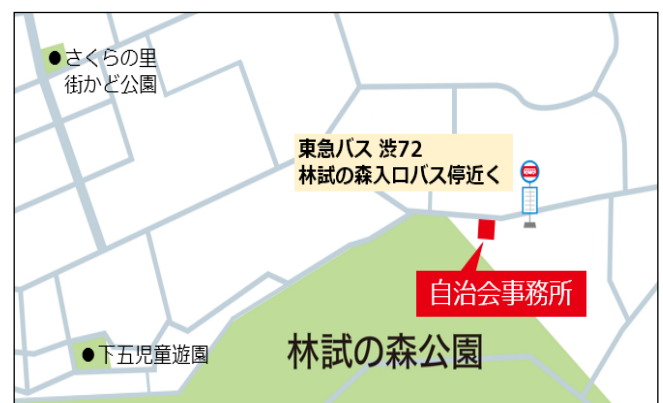 ●さくらの里
街かど公園
東急バス 渋72
林試の森入口バス停近く
自治会事務所
林試の森公園
●下五児童遊園